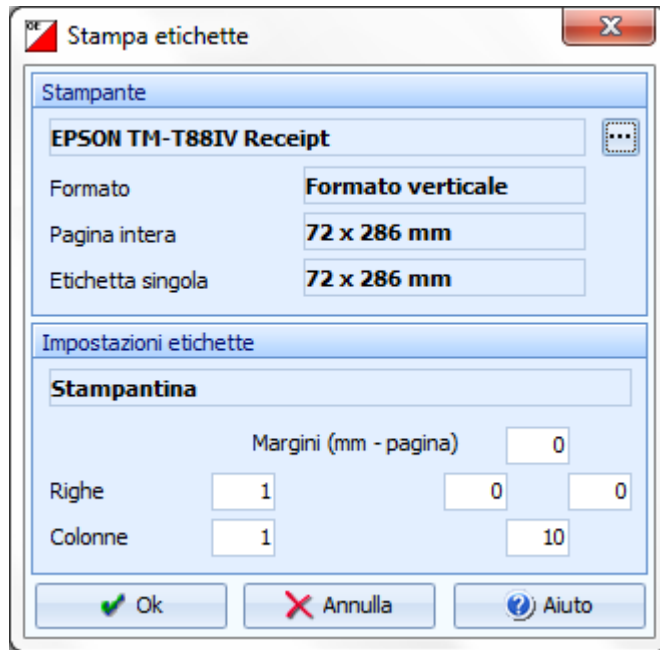 OE Stampa etichette
Stampante
EPSON TM-T88IV Receipt ...
Formato Formato verticale
Pagina intera 72 x 286 mm
Etichetta singola 72 x 286 mm
Impostazioni etichette
Stampantina
Margini (mm - pagina) 0
Righe 1 0 0
Colonne 1 10
Ok Annulla Aiuto